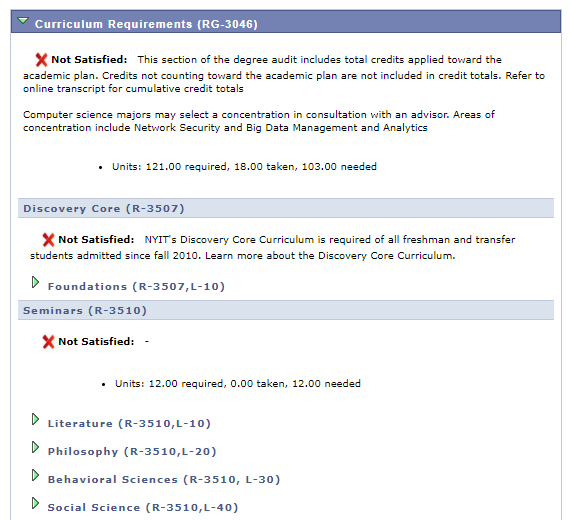 Curriculum Requirements (RG-3046)
Not Satisfied: This section of the degree audit includes total credits applied toward the
academic plan. Credits not counting toward the academic plan are not included in credit totals. Refer to
online transcript for cumulative credit totals
Computer science majors may select a concentration in consultation with an advisor. Areas of
concentration include Network Security and Big Data Management and Analytics
• Units: 121.00 required, 18.00 taken, 103.00 needed
Discovery Core (R-3507)
Not Satisfied: NYIT's Discovery Core Curriculum is required of all freshman and transfer
students admitted since fall 2010. Learn more about the Discovery Core Curriculum.
Foundations (R-3507,L-10)
Seminars (R-3510)
Not Satisfied: -
• Units: 12.00 required, 0.00 taken, 12.00 needed
Literature (R-3510,L-10)
Philosophy (R-3510,L-20)
Behavioral Sciences (R-3510, L-30)
Social Science (R-3510,L-40)